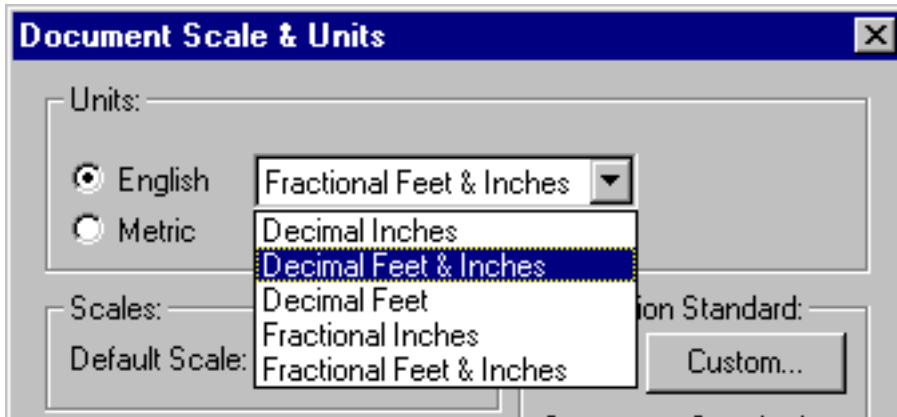 Document Scale & Units
Units:
English
Fractional Feet & Inches
Metric
Decimal Inches
Decimal Feet & Inches
Decimal Feet
Fractional Inches
Fractional Feet & Inches
Scales:
Default Scale:
ion Standard:
Custom...